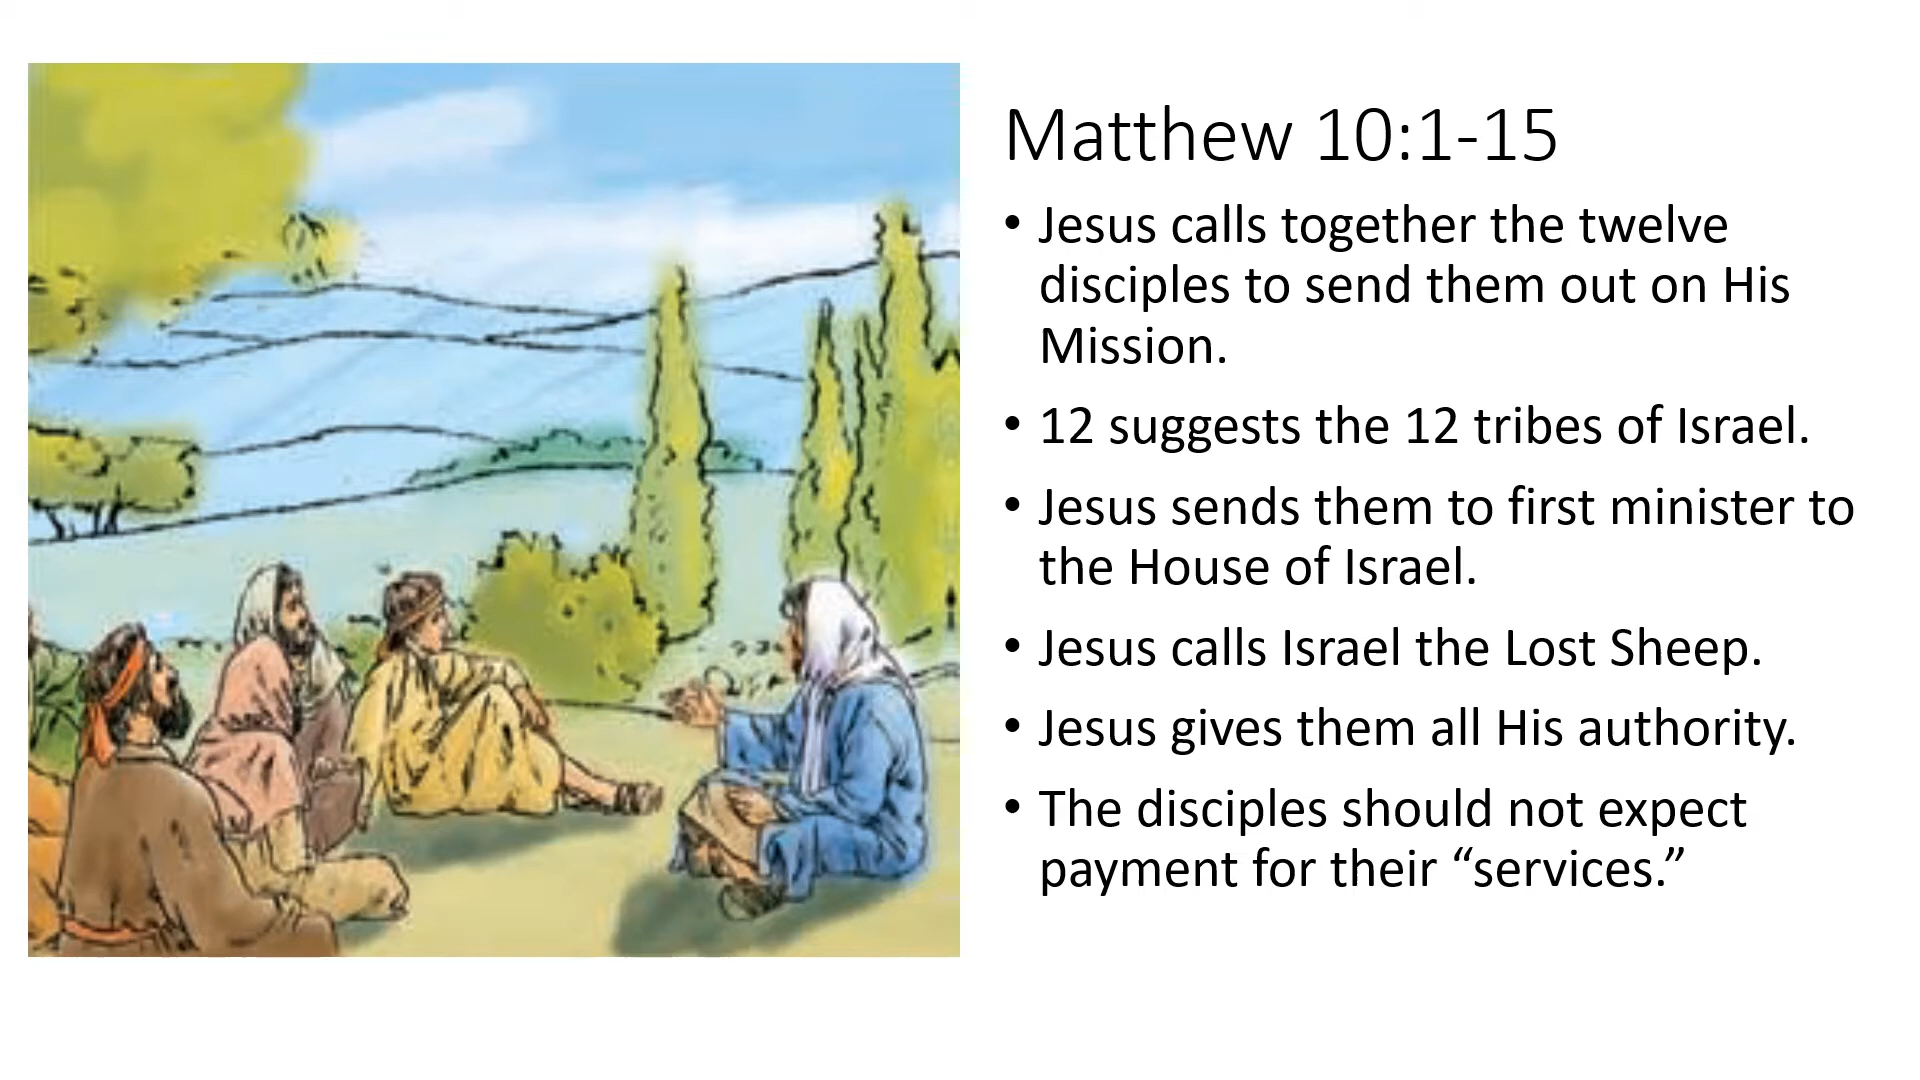 Matthew 10:1-15
• Jesus calls together the twelve
disciples to send them out on His
Mission.
• 12 suggests the 12 tribes of Israel.
• Jesus sends them to first minister to
the House of Israel.
• Jesus calls Israel the Lost Sheep.
• Jesus gives them all His authority.
• The disciples should not expect
payment for their “services.”